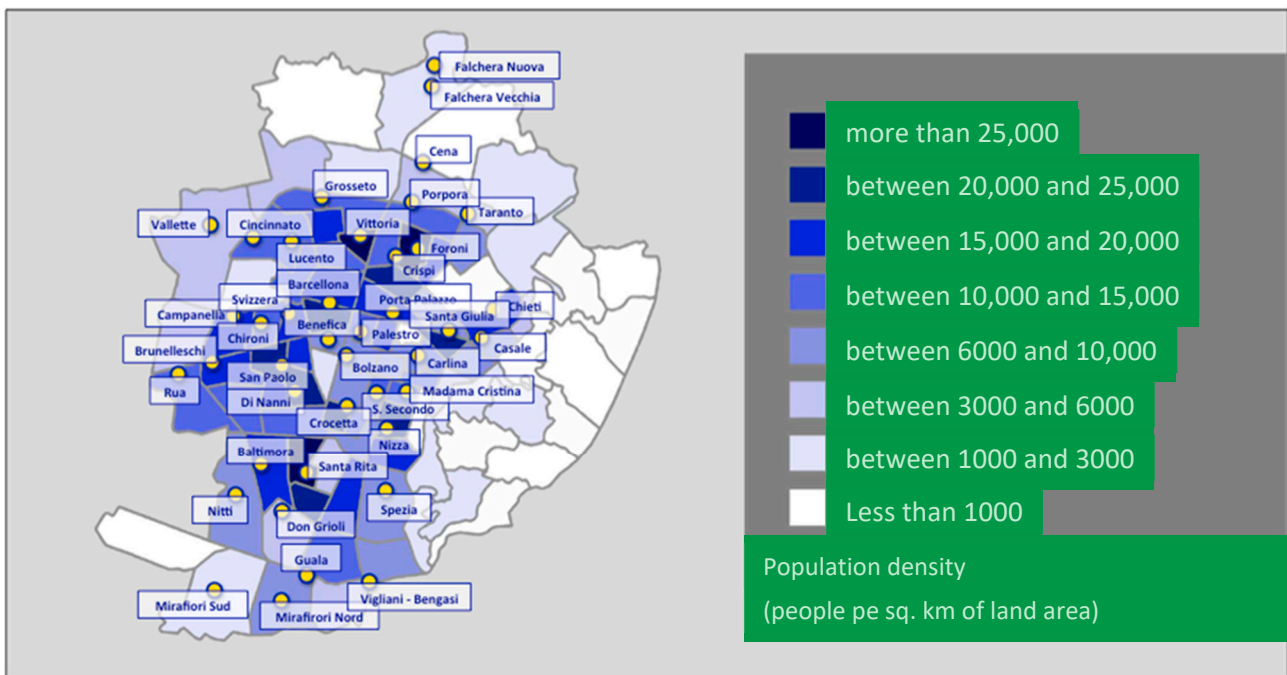 Falchera Nuova
Falchera Vecchia
Cena
Grosseto
Porpora
Taranto
Vallette
Cincinnato
Vittoria
Foroni
Lucento
Crispi
Barcellona
Svizzera
Porta Palazzo
Chieti
Campanella
Santa Giulia
Benefica
Palestro
Chironi
Casale
Brunelleschi
Bolzano
Carlina
San Paolo
Rua
Madama Cristina
Di Nanni
S. Secondo
Crocetta
Nizza
Baltimora
Santa Rita
Nitti
Spezia
Don Grioli
Guala
Vigliani - Bengasi
Mirafiori Sud
Mirafirori Nord
more than 25,000
between 20,000 and 25,000
between 15,000 and 20,000
between 10,000 and 15,000
between 6000 and 10,000
between 3000 and 6000
between 1000 and 3000
Less than 1000
Population density
(people pe sq. km of land area)